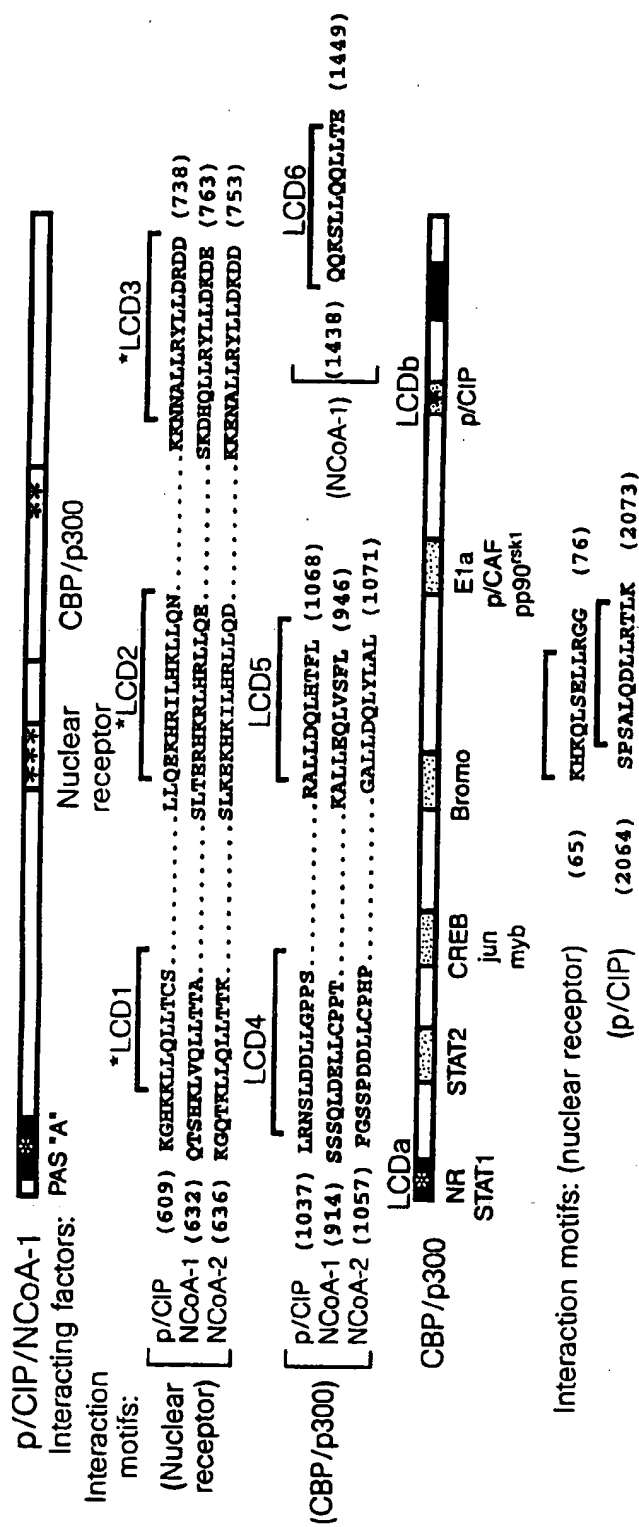 p/CIP/NCoA-1
Interacting factors: PAS "A" Nuclear receptor CBP/p300
Interaction motifs:
*LCD1 *LCD2 *LCD3
(Nuclear receptor)
p/CIP (609) KGHKKLLQLLTCS.........LLQEKHRILHKLLQN.........KKNNALLRYLLDRDD (738)
NCoA-1 (632) QTSHKLVQLLTTA.........SLTERHKRLHRLLQE.........SKDHQLLRYLLDKDE (763)
NCoA-2 (636) KGQTKLLQLLTTK.........SLKEKHKILHRLLQD.........KKENALLRYLLDKDD (753)
LCD4 LCD5 LCD6
(CBP/p300)
p/CIP (1037) LRNSLDDLLGPPS.........RALLDQLHTFL (1068)
NCoA-1 (914) SSSQLDELLCPPT.........KALLEQLVSFL (946)
NCoA-2 (1057) FGSSPDDLLCPHP.........GALLDQLYLAL (1071)
(NCoA-1) (1438) QQKSLLQQLLTE (1449)
CBP/p300
LCDa LCDb
NR STAT1
STAT2
CREB jun myb
Bromo
E1a p/CAF pp90rsk1
p/CIP
Interaction motifs: (nuclear receptor) (65) KHKQLSELLRGG (76)
(p/CIP) (2064) SPSALQDLLRTLK (2073)